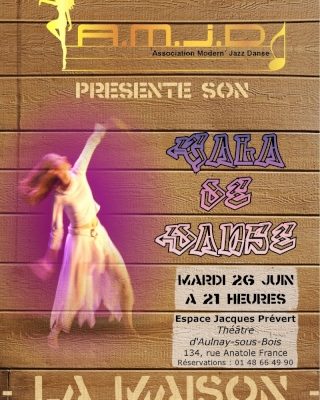 A.M.J.D
Association Modern' Jazz Danse
PRESENTE SON
GALA
DE
DANSE
MARDI 26 JUIN
A 21 HEURES
Espace Jacques Prévert
Théâtre
d'Aulnay-sous-Bois
134, rue Anatole France
Réservations : 01 48 66 49 90
- LA MAISON -